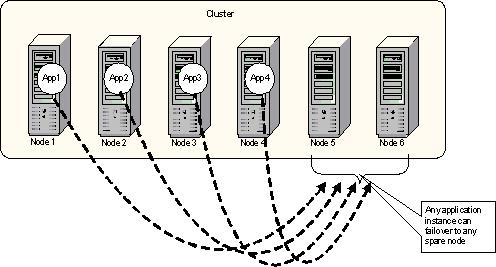 Cluster
App1
App2
App3
App4
Node 1
Node 2
Node 3
Node 4
Node 5
Node 6
Any application
instance can
failover to any
spare node